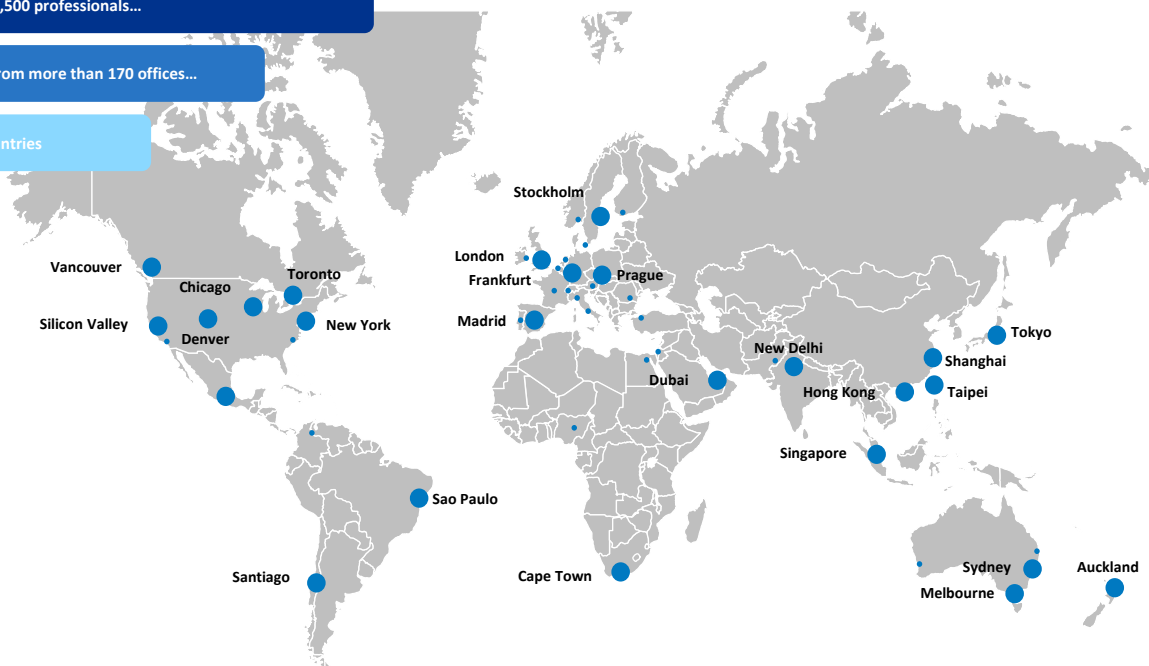 ,500 professionals…
rom more than 170 offices…
ntries
Stockholm
London
Vancouver
Toronto
Frankfurt
Prague
Chicago
Silicon Valley
New York
Madrid
Tokyo
Denver
New Delhi
Shanghai
Dubai
Hong Kong
Taipei
Singapore
Sao Paulo
Santiago
Cape Town
Sydney
Auckland
Melbourne